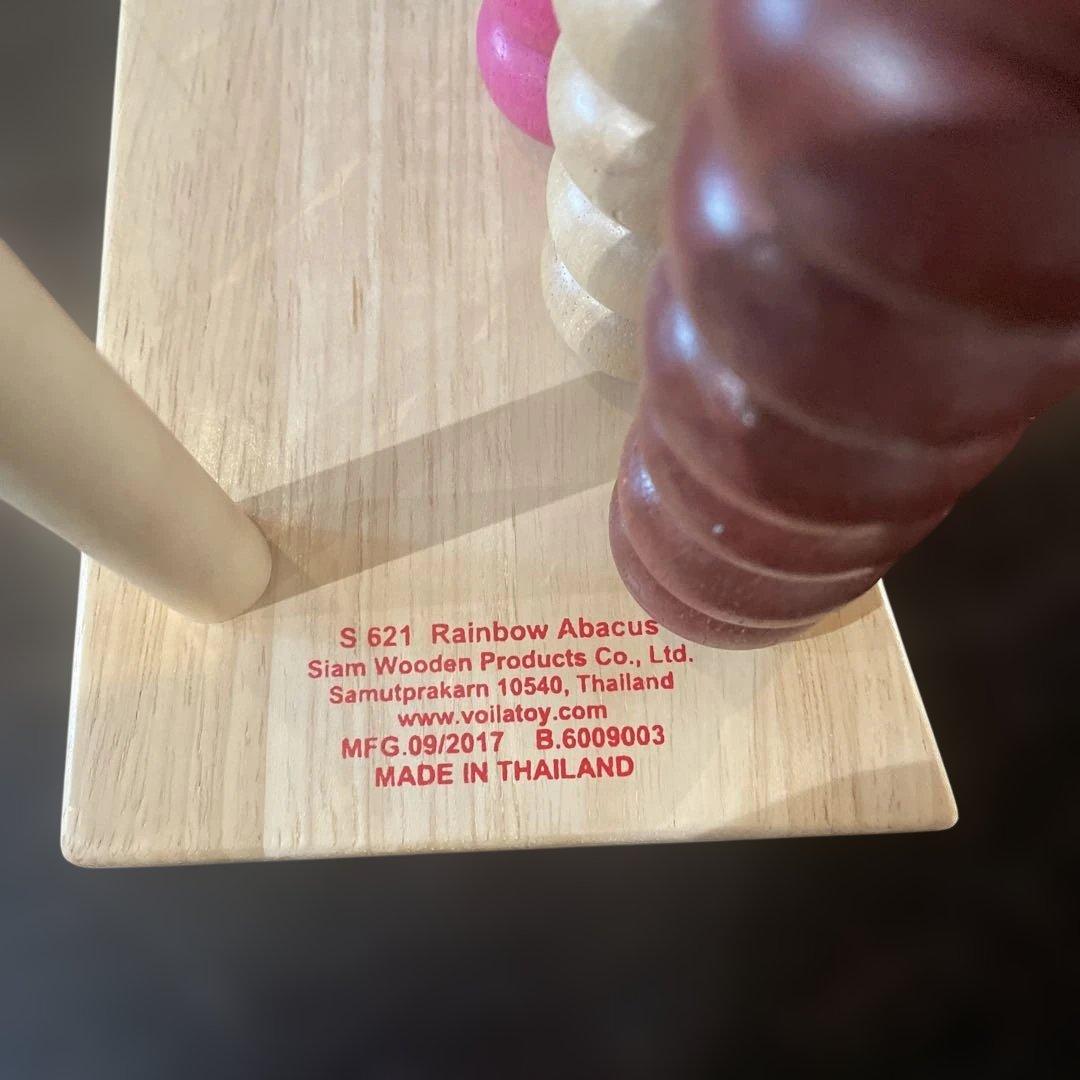 S 621 Rainbow Abacus
Siam Wooden Products Co., Ltd.
Samutprakarn 10540, Thailand
www.voilatoy.com
MFG.09/2017 B.6009003
MADE IN THAILAND